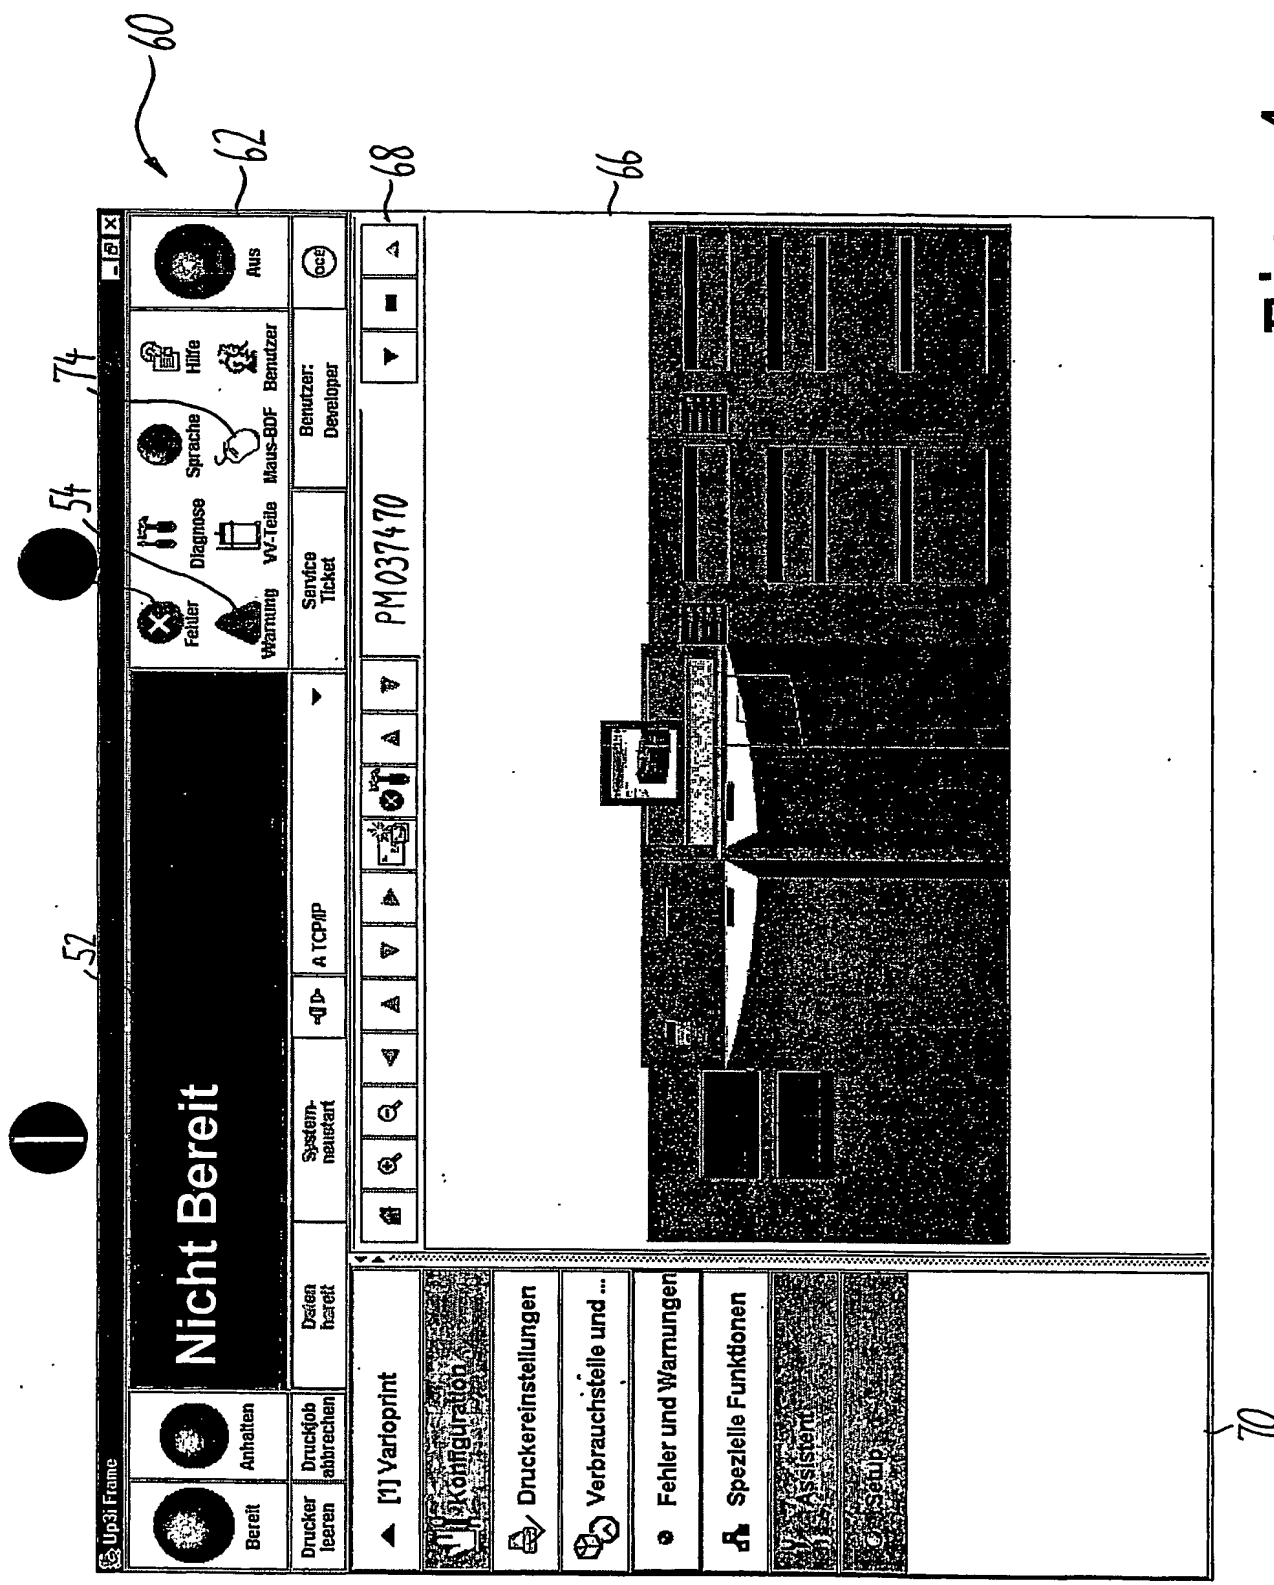 60
Up3i Frame
52
54
74
62
Bereit
Anhalten
Nicht Bereit
Fehler
Diagnose
Sprache
Hilfe
Warnung
VV-Teile
Maus-BDF
Benutzer
Aus
Drucker leeren
Druckjob abbrechen
Daten bereit
System-neustart
A TCP/IP
Service Ticket
Benutzer: Developer
océ
68
[1] Varioprint
PM037470
Konfiguration
Druckereinstellungen
Verbrauchsteile und ...
Fehler und Warnungen
Spezielle Funktionen
Assistent
Setup
66
70